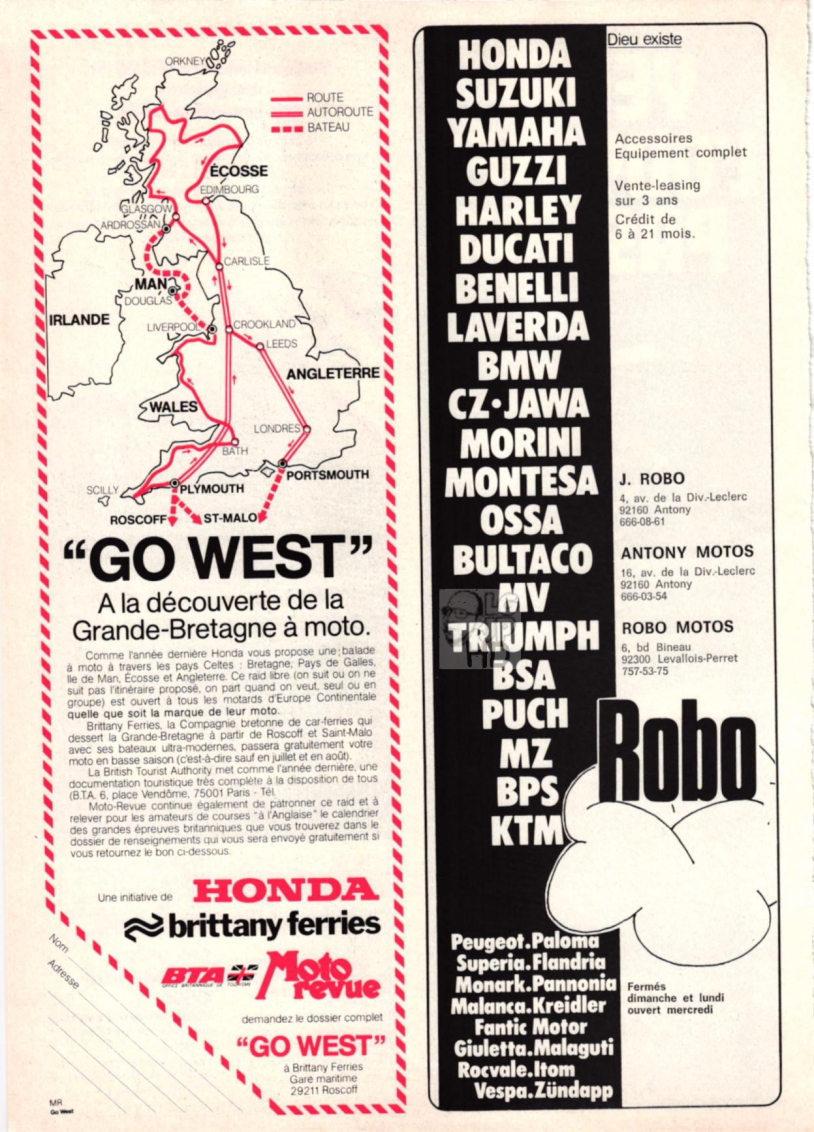 ORKNEY
ROUTE
AUTOROUTE
BATEAU
ÉCOSSE
EDIMBOURG
GLASGOW
ARDROSSAN
CARLISLE
MAN
DOUGLAS
IRLANDE
LIVERPOOL
CROOKLAND
LEEDS
ANGLETERRE
WALES
LONDRES
BATH
PORTSMOUTH
SCILLY
PLYMOUTH
ROSCOFF
ST-MALO
“GO WEST”
A la découverte de la
Grande-Bretagne à moto.
Comme l'année dernière Honda vous propose une balade
à moto à travers les pays Celtes : Bretagne, Pays de Galles,
Ile de Man, Écosse et Angleterre. Ce raid libre (on suit ou on ne
suit pas l'itinéraire proposé, on part quand on veut, seul ou en
groupe) est ouvert à tous les motards d'Europe Continentale
quelle que soit la marque de leur moto.
Brittany Ferries, la Compagnie bretonne de car-ferries qui
dessert la Grande-Bretagne à partir de Roscoff et Saint-Malo
avec ses bateaux ultra-modernes, passera gratuitement votre
moto en basse saison (c'est-à-dire sauf en juillet et en août).
La British Tourist Authority met comme l'année dernière, une
documentation touristique très complète à la disposition de tous
(B.T.A. 6, place Vendôme, 75001 Paris - Tél.
Moto-Revue continue également de patronner ce raid et à
relever pour les amateurs de courses “à l'Anglaise” le calendrier
des grandes épreuves britanniques que vous trouverez dans le
dossier de renseignements qui vous sera envoyé gratuitement si
vous retournez le bon ci-dessous.
Une initiative de HONDA
brittany ferries
BTA
OFFICE BRITANNIQUE DE TOURISME
Moto
revue
Nom
Adresse
demandez le dossier complet
“GO WEST”
à Brittany Ferries
Gare maritime
29211 Roscoff
MR
Go West
Dieu existe
HONDA
SUZUKI
YAMAHA
GUZZI
HARLEY
DUCATI
BENELLI
LAVERDA
BMW
CZ•JAWA
MORINI
MONTESA
OSSA
BULTACO
MV
TRIUMPH
BSA
PUCH
MZ
BPS
KTM
Accessoires
Equipement complet
Vente-leasing
sur 3 ans
Crédit de
6 à 21 mois.
J. ROBO
4, av. de la Div.-Leclerc
92160 Antony
666-08-61
ANTONY MOTOS
16, av. de la Div.-Leclerc
92160 Antony
666-03-54
ROBO MOTOS
6, bd Bineau
92300 Levallois-Perret
757-53-75
Robo
Peugeot.Paloma
Superia.Flandria
Monark.Pannonia
Malanca.Kreidler
Fantic Motor
Giuletta.Malaguti
Rocvale.Itom
Vespa.Zündapp
Fermés
dimanche et lundi
ouvert mercredi